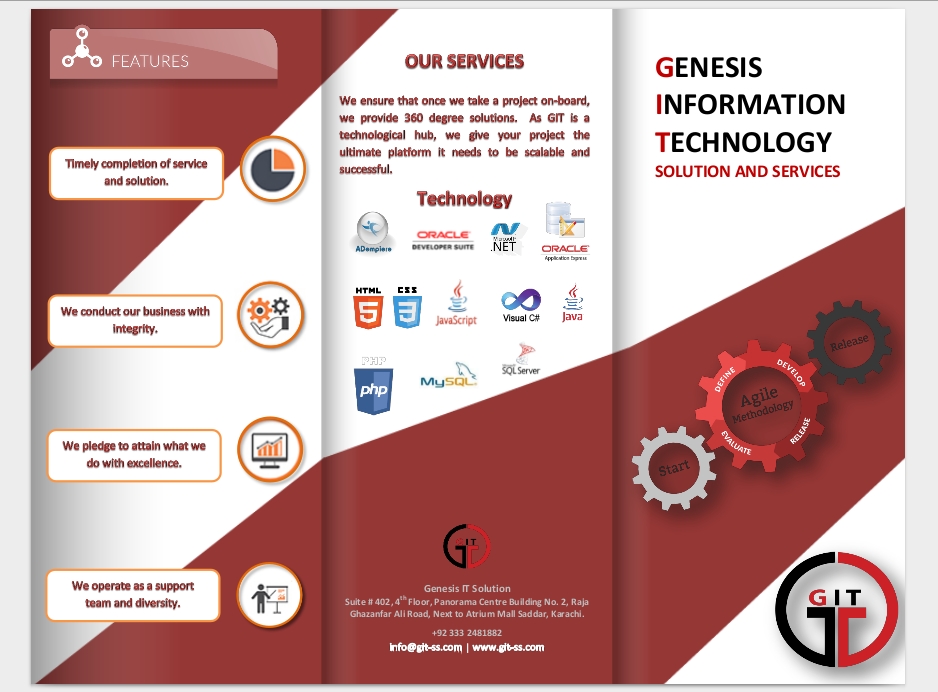 FEATURES
Timely completion of service
and solution.
We conduct our business with
integrity.
We pledge to attain what we
do with excellence.
We operate as a support
team and diversity.
OUR SERVICES
We ensure that once we take a project on-board,
we provide 360 degree solutions. As GIT is a
technological hub, we give your project the
ultimate platform it needs to be scalable and
successful.
Technology
ADempiere
ORACLE
DEVELOPER SUITE
Microsoft
.NET
ORACLE
Application Express
HTML
5
CSS
3
JavaScript
Visual C#
Java
PHP
php
MySQL
SQL Server
GIT
Genesis IT Solution
Suite # 402, 4th Floor, Panorama Centre Building No. 2, Raja
Ghazanfar Ali Road, Next to Atrium Mall Saddar, Karachi.
+92 333 2481882
info@git-ss.com | www.git-ss.com
GENESIS
INFORMATION
TECHNOLOGY
SOLUTION AND SERVICES
Release
DEFINE
DEVELOP
Agile
Methodology
EVALUATE
RELEASE
Start
GIT